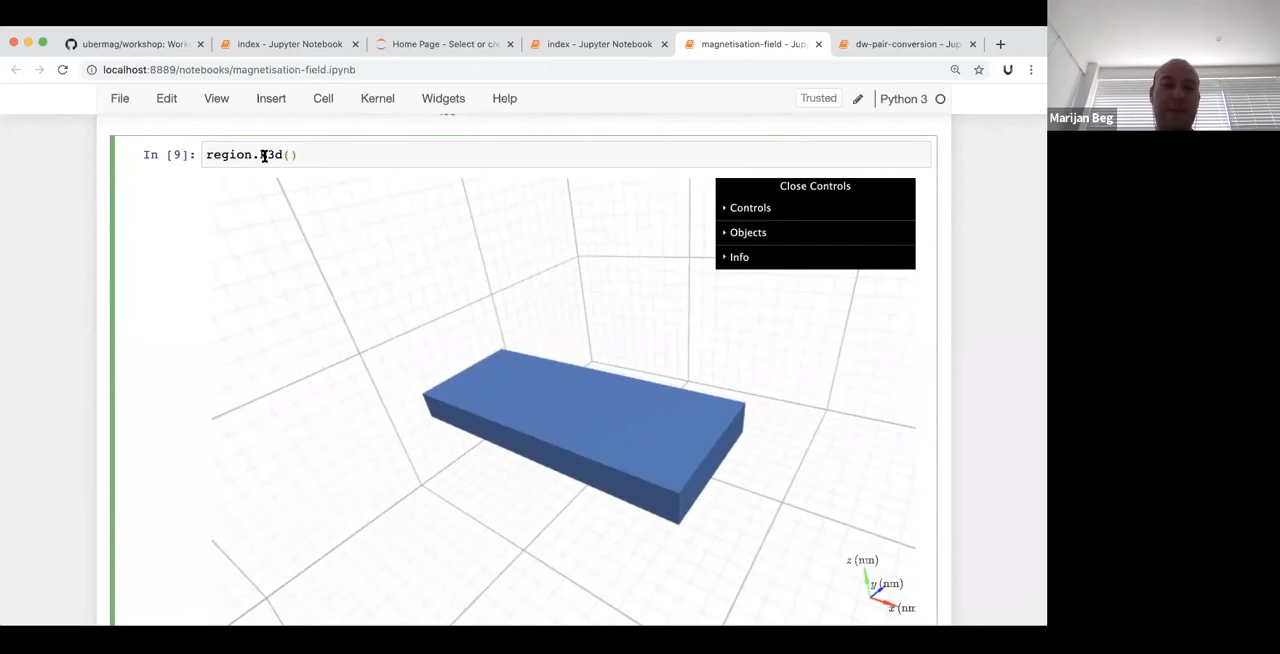 ubermag/workshop: Work
index - Jupyter Notebook
Home Page - Select or cre
index - Jupyter Notebook
magnetisation-field - Jup
dw-pair-conversion - Jup
localhost:8889/notebooks/magnetisation-field.ipynb
File Edit View Insert Cell Kernel Widgets Help
Trusted
Python 3
Marijan Beg
In [9]:
Close Controls
Controls
Objects
Info
z (nm)
y (nm)
x (nm